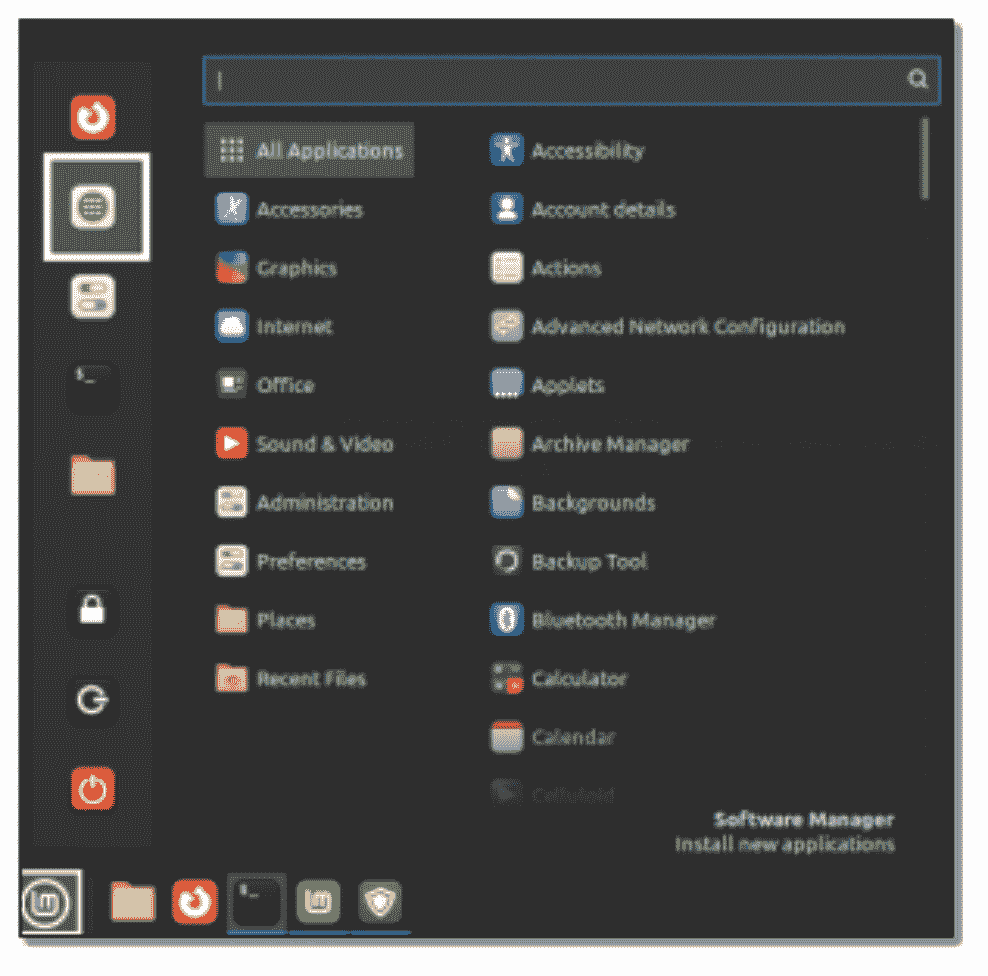 All Applications
Accessories
Graphics
Internet
Office
Sound & Video
Administration
Preferences
Places
Recent Files
Accessibility
Account details
Actions
Advanced Network Configuration
Applets
Archive Manager
Backgrounds
Backup Tool
Bluetooth Manager
Calculator
Calendar
Celluloid
Software Manager
Install new applications
$_
$_